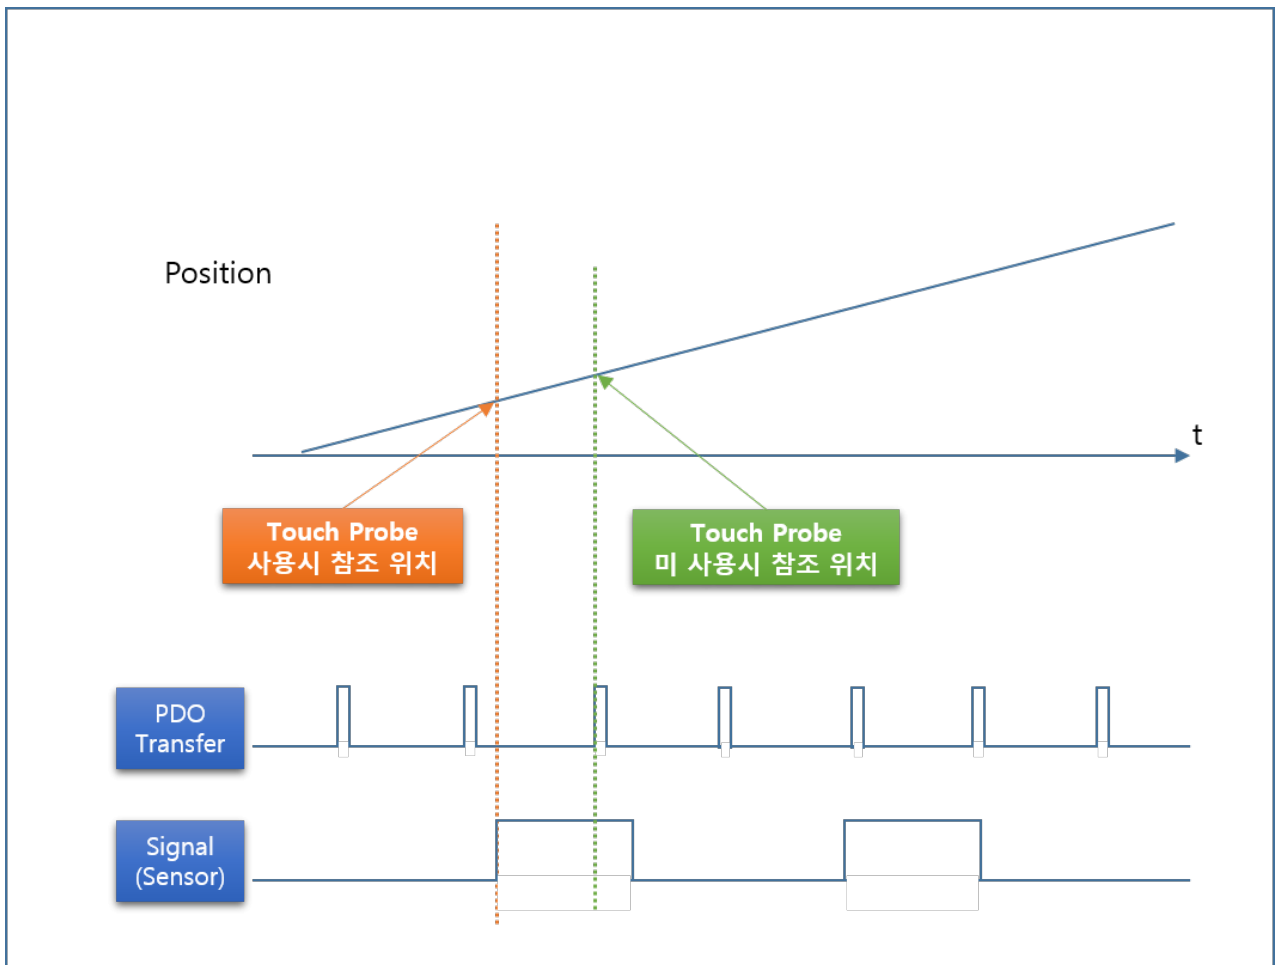 Position
t
Touch Probe
사용시 참조 위치
Touch Probe
미 사용시 참조 위치
PDO
Transfer
Signal
(Sensor)